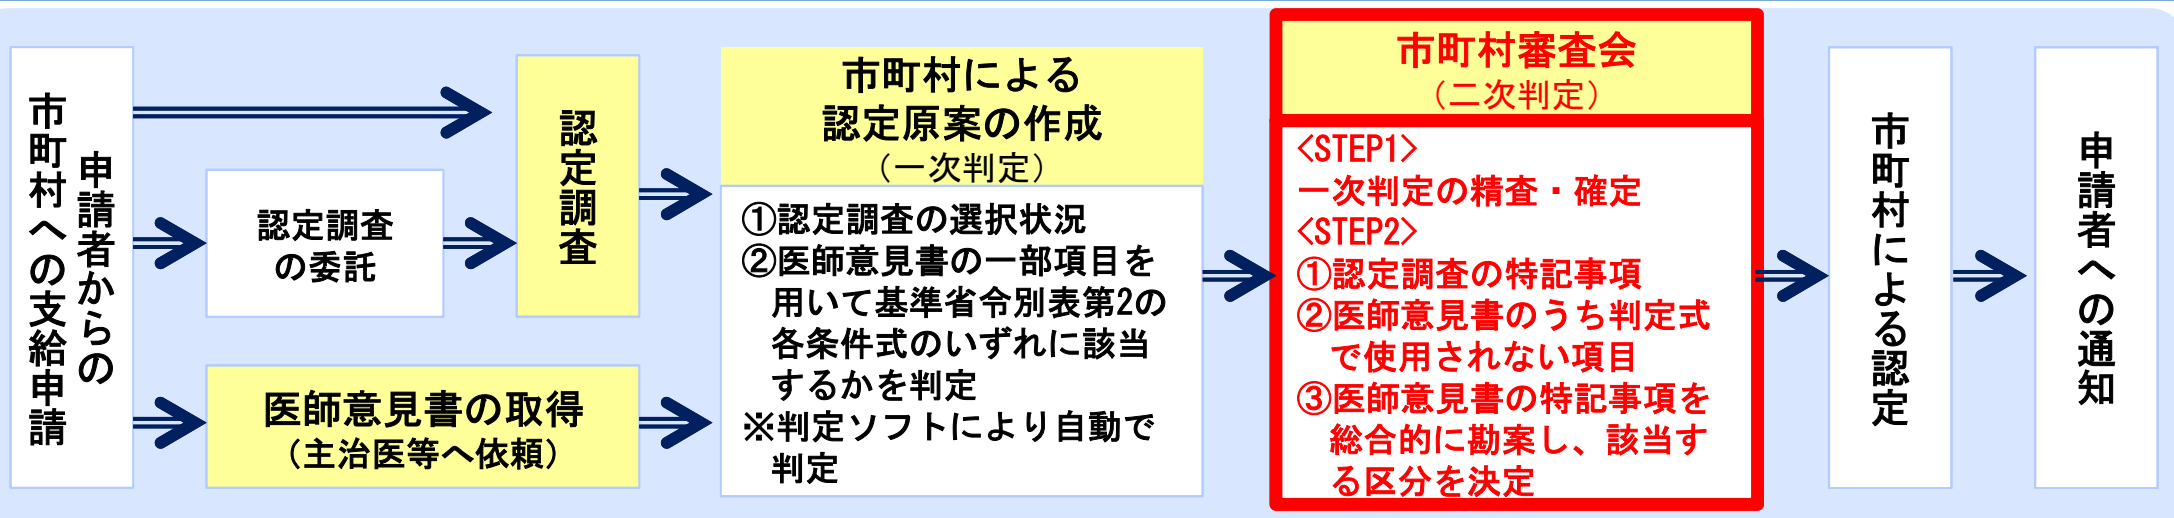 申請者からの
市町村への支給申請
認定調査
の委託
医師意見書の取得
（主治医等へ依頼）
認定調査
市町村による
認定原案の作成
（一次判定）
①認定調査の選択状況
②医師意見書の一部項目を
用いて基準省令別表第2の
各条件式のいずれに該当
するかを判定
※判定ソフトにより自動で
判定
市町村審査会
（二次判定）
<STEP1>
一次判定の精査・確定
<STEP2>
①認定調査の特記事項
②医師意見書のうち判定式
で使用されない項目
③医師意見書の特記事項を
総合的に勘案し、該当す
る区分を決定
市町村による認定
申請者への通知